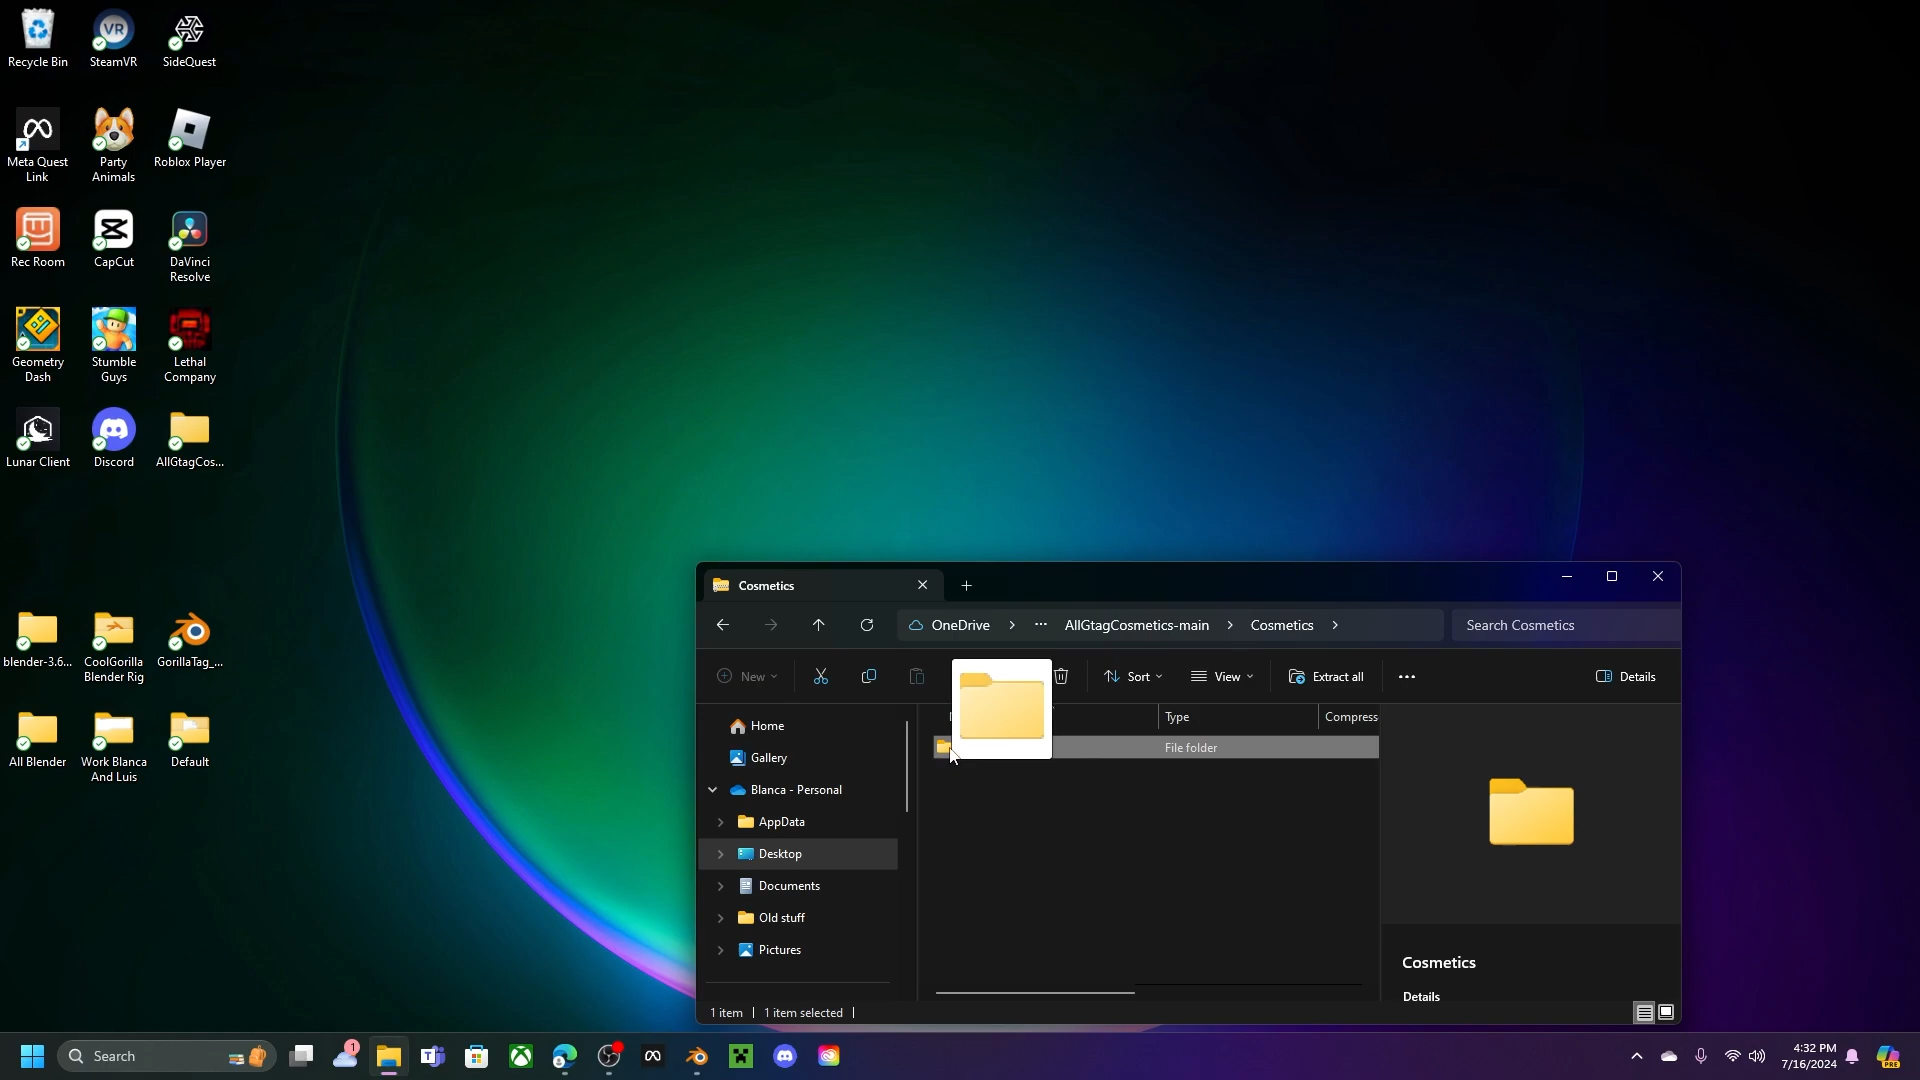 Recycle Bin
SteamVR
SideQuest
Meta Quest
Link
Party
Animals
Roblox Player
Rec Room
CapCut
DaVinci
Resolve
Geometry
Dash
Stumble
Guys
Lethal
Company
Lunar Client
Discord
AllGtagCos...
blender-3.6...
CoolGorilla
Blender Rig
GorillaTag_...
All Blender
Work Blanca
And Luis
Default
Cosmetics
OneDrive > ... AllGtagCosmetics-main > Cosmetics >
Search Cosmetics
New
Sort
View
Extract all
Details
Type
Compress
File folder
Home
Gallery
Blanca - Personal
AppData
Desktop
Documents
Old stuff
Pictures
Cosmetics
Details
1 item | 1 item selected |
Search
1
4:32 PM
7/16/2024
PRE